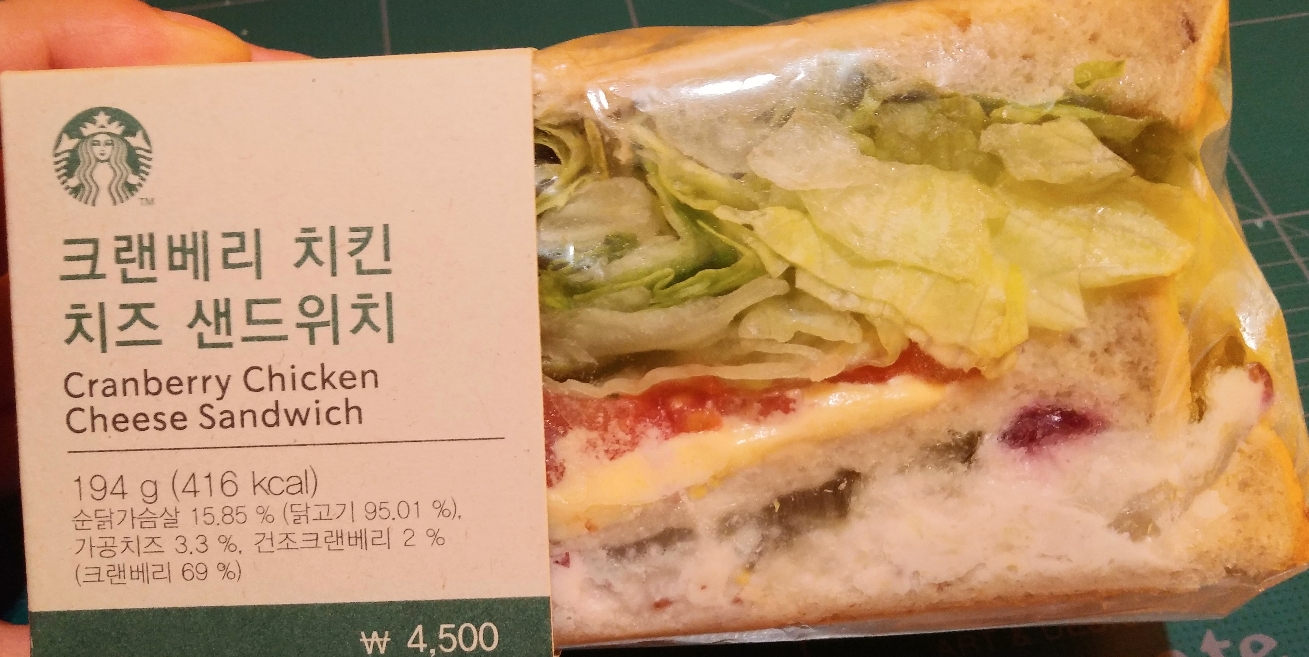 TM
크랜베리 치킨
치즈 샌드위치
Cranberry Chicken
Cheese Sandwich
194 g (416 kcal)
순닭가슴살 15.85 % (닭고기 95.01 %),
가공치즈 3.3 %, 건조크랜베리 2 %
(크랜베리 69 %)
₩ 4,500